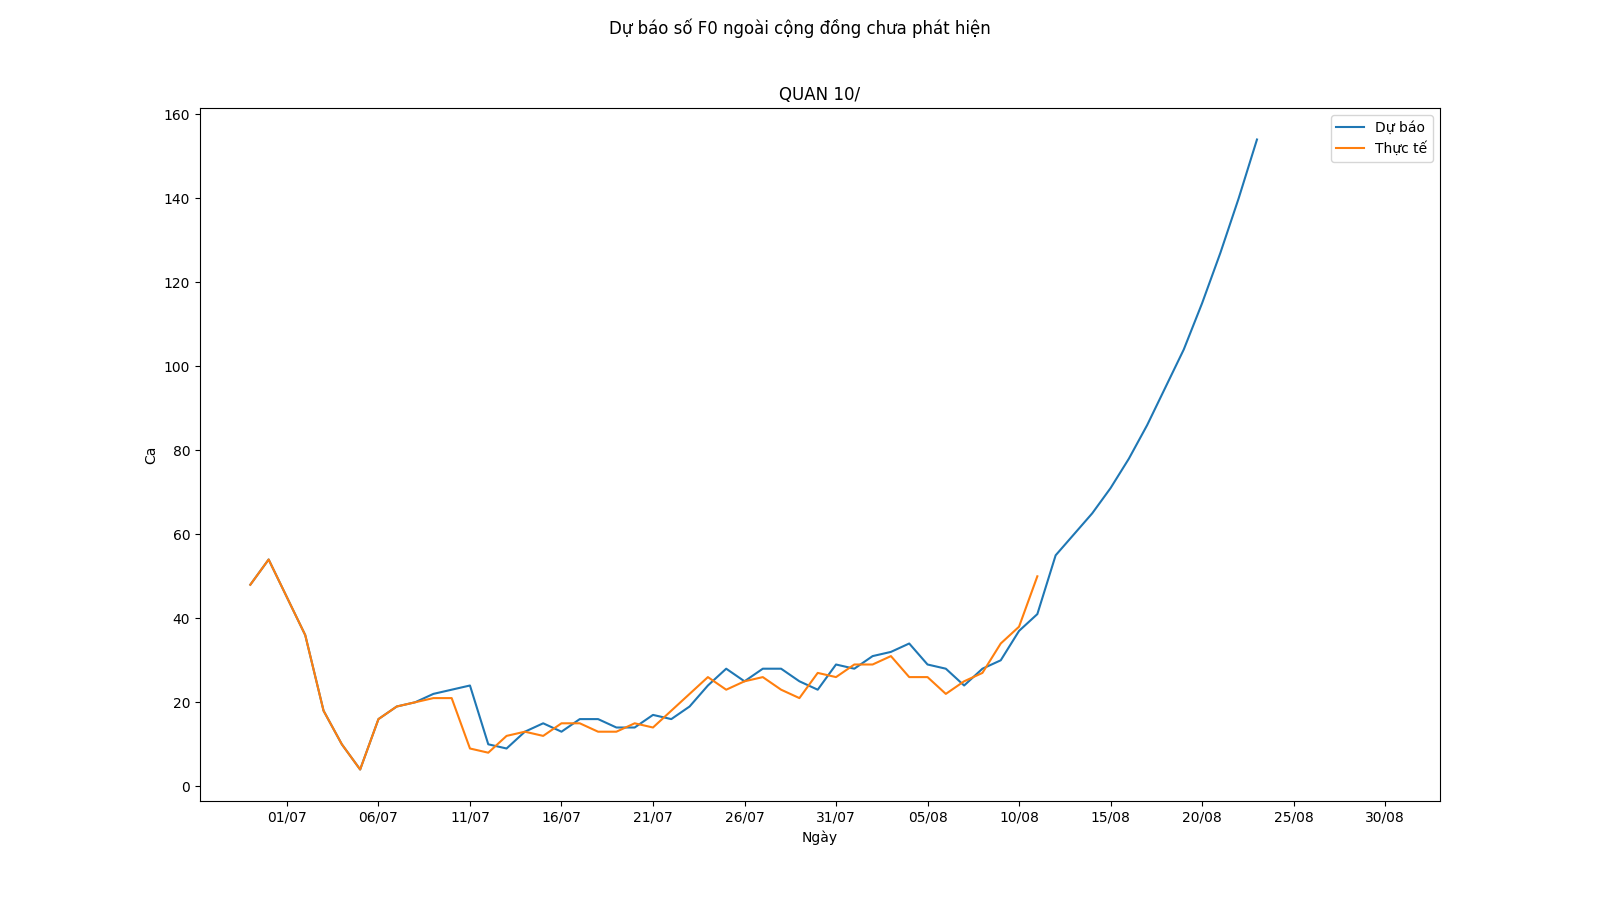 Dự báo số F0 ngoài cộng đồng chưa phát hiện
QUAN 10/
160
140
120
100
80
60
40
20
0
Ca
Dự báo
Thực tế
01/07 06/07 11/07 16/07 21/07 26/07 31/07 05/08 10/08 15/08 20/08 25/08 30/08
Ngày